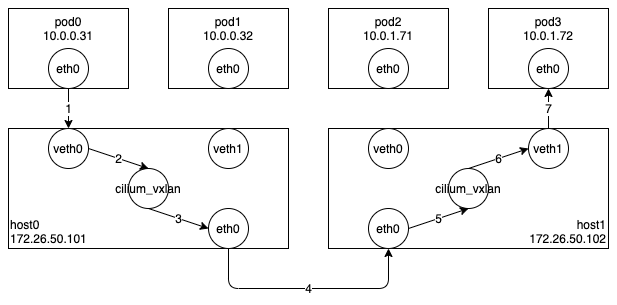 pod0
10.0.0.31
eth0
pod1
10.0.0.32
eth0
pod2
10.0.1.71
eth0
pod3
10.0.1.72
eth0
1
7
veth0
2
veth1
cilium_vxlan
3
eth0
host0
172.26.50.101
veth0
6
veth1
cilium_vxlan
5
eth0
host1
172.26.50.102
4